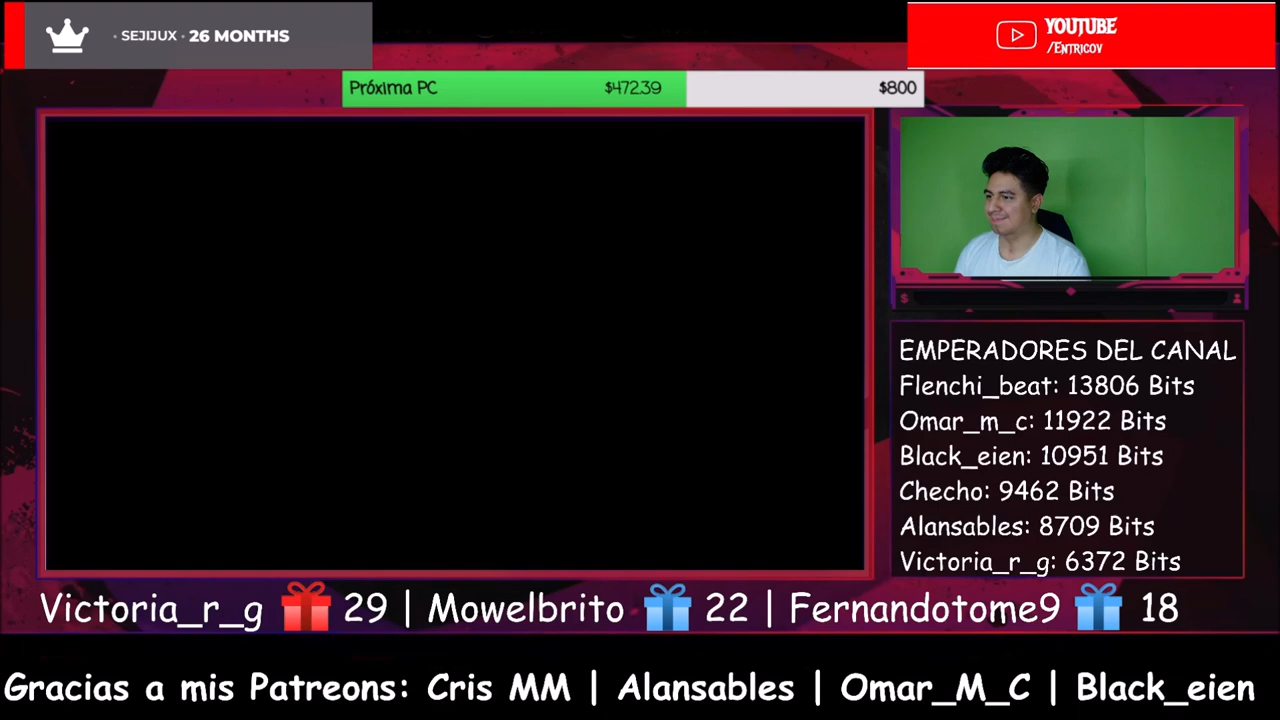 · SEJIJUX · 26 MONTHS
YOUTUBE
/ENTRICOV
Próxima PC $472.39 $800
EMPERADORES DEL CANAL
Flenchi_beat: 13806 Bits
Omar_m_c: 11922 Bits
Black_eien: 10951 Bits
Checho: 9462 Bits
Alansables: 8709 Bits
Victoria_r_g: 6372 Bits
Victoria_r_g 29 | Mowelbrito 22 | Fernandotome9 18
Gracias a mis Patreons: Cris MM | Alansables | Omar_M_C | Black_eien